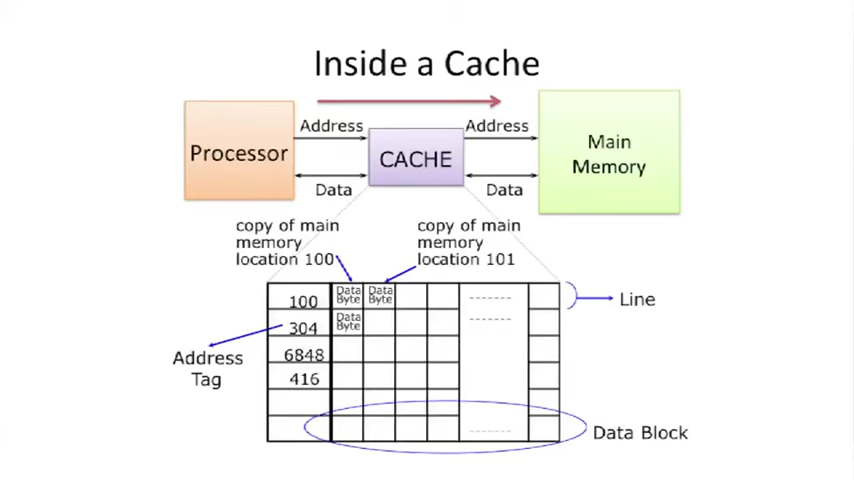 Inside a Cache
Processor
Address
CACHE
Address
Main
Memory
Data
Data
copy of main
memory
location 100
copy of main
memory
location 101
100
Data
Byte
Data
Byte
Line
304
Data
Byte
6848
416
Address
Tag
Data Block